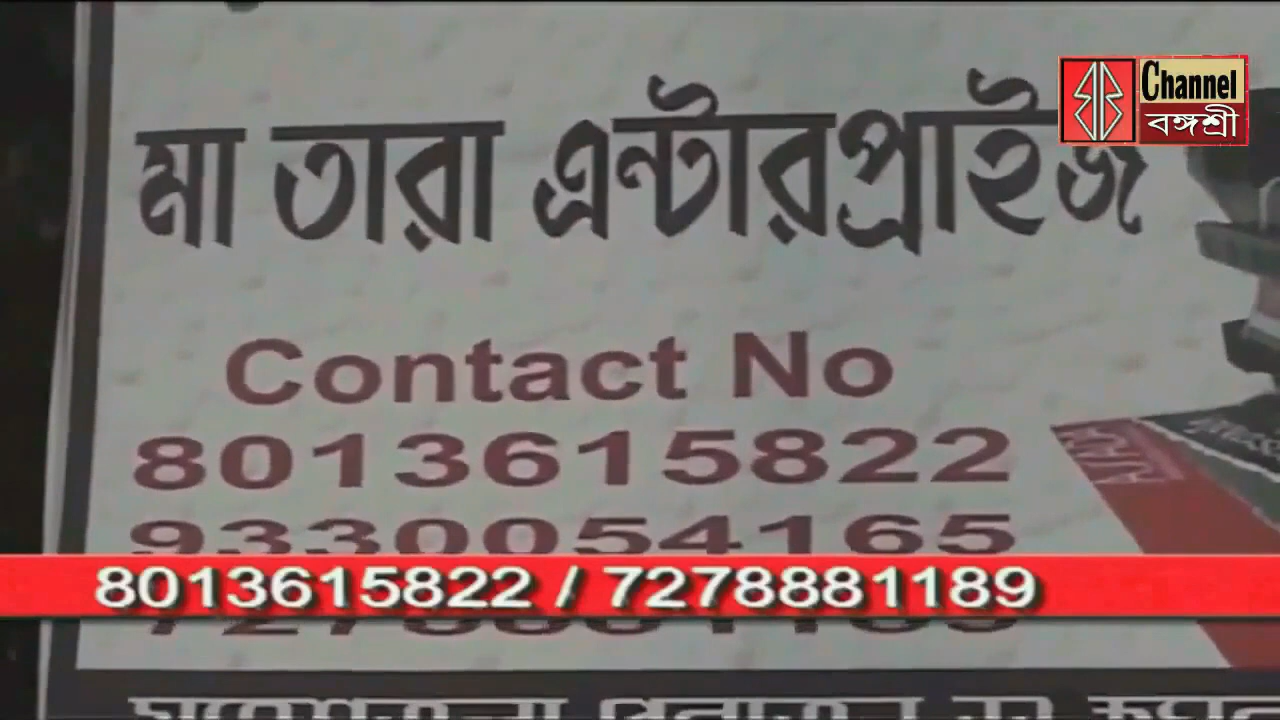 Channel
বঙ্গশ্রী
মা তারা এন্টারপ্রাইজ
Contact No
8013615822
9330054165
8013615822 / 7278881189